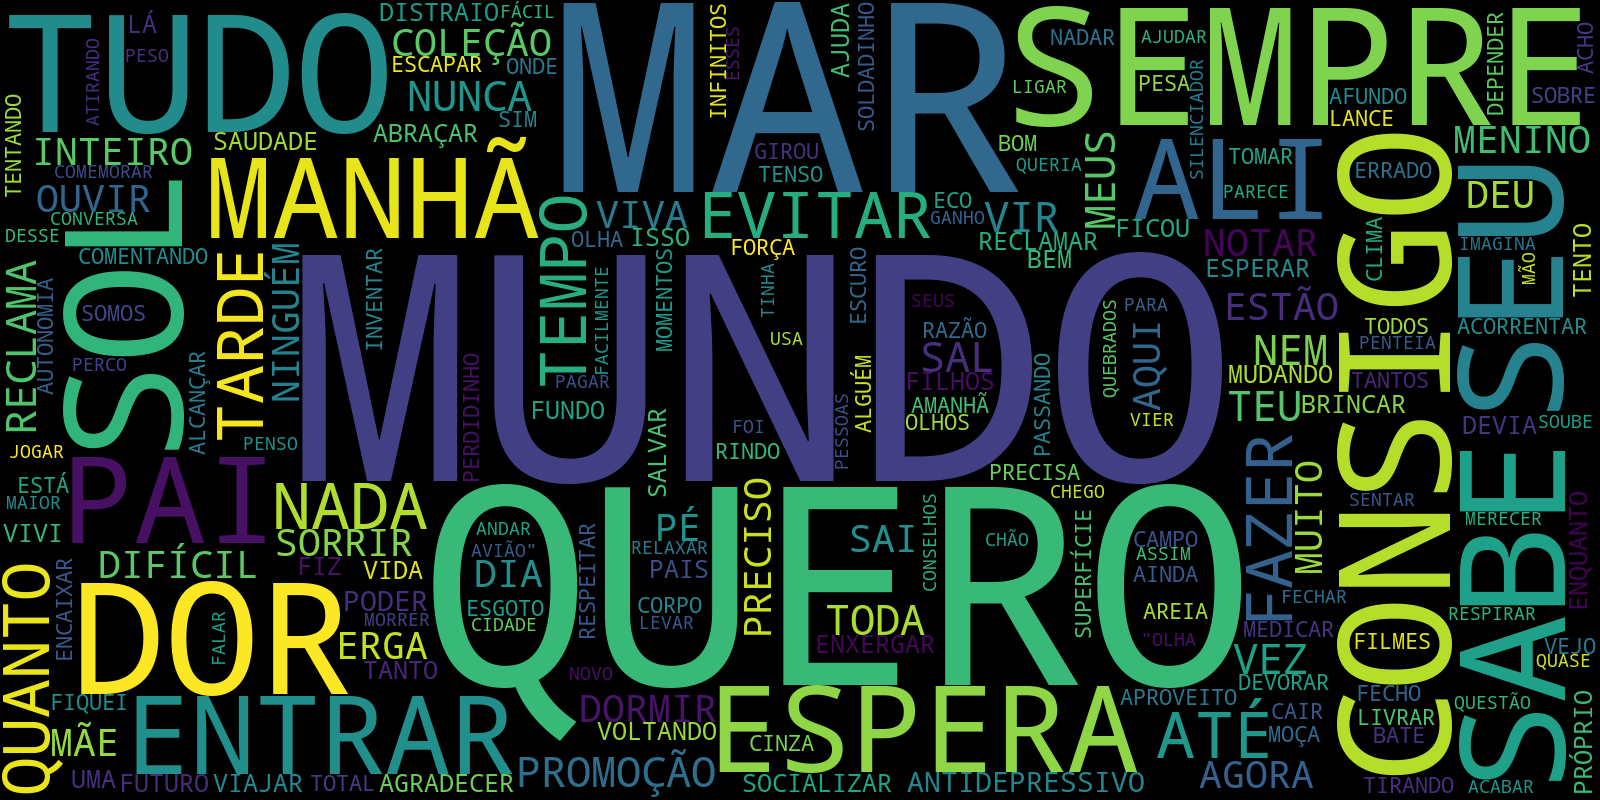 TUDO
MAR
SEMPRE
MUNDO
QUERO
CONSIGO
SABE
SEU
SOL
MANHÃ
PAI
DOR
ENTRAR
ESPERA
ALI
EVITAR
TEMPO
TARDE
FAZER
QUANTO
NADA
ATÉ
TODA
LÁ
PESO
ATIRANDO
DISTRAIO
FÁCIL
COLEÇÃO
ESCAPAR
ONDE
NUNCA
SIM
ABRAÇAR
SAUDADE
TENTANDO
INTEIRO
COMEMORAR
OUVIR
CONVERSA
DESSE
COMENTANDO
INFINITOS
ESSES
AJUDA
SOLDADINHO
GIROU
TENSO
NADAR
AJUDAR
LIGAR
PESA
SILENCIADOR
DEPENDER
ACHO
SOBRE
AFUNDO
LANCE
MENINO
BOM
QUERIA
MEUS
TOMAR
PARECE
ERRADO
DEU
VIVA
OLHA
ISSO
ECO
GANHO
VIR
RECLAMAR
BEM
FICOU
NOTAR
ESPERAR
CLIMA
IMAGINA
MÃO
TENTO
FORÇA
NINGUÉM
INVENTAR
FACILMENTE
MOMENTOS
TINHA
ESCURO
USA
SEUS
RAZÃO
SAL
FILHOS
AMANHÃ
OLHOS
ALGUÉM
PESSOAS
PASSANDO
QUEBRADOS
PARA
AQUI
VIER
ESTÃO
NEM
MUDANDO
TEU
BRINCAR
TODOS
PENTEIA
TANTOS
ACORRENTAR
DEVIA
SOUBE
RECLAMA
AUTONOMIA
SOMOS
PERCO
ALCANÇAR
PENSO
JOGAR
PERDIDINHO
PAGAR
FUNDO
SALVAR
FOI
RINDO
PRECISA
CHEGO
ESTÁ
MAIOR
VIVI
DIFÍCIL
SORRIR
FIZ
VIDA
ANDAR
AVIÃO"
DIA
ESGOTO
CIDADE
RESPEITAR
PÉ
RELAXAR
PAIS
CORPO
LEVAR
PRECISO
SAI
CONSELHOS
CHÃO
SUPERFÍCIE
CAMPO
ASSIM
AINDA
AREIA
"OLHA
MUITO
FECHAR
MEDICAR
VEZ
DEVORAR
SENTAR
MERECER
ENQUANTO
RESPIRAR
FILMES
VEJO
QUASE
ENCAIXAR
FALAR
PODER
MORRER
ERGA
TANTO
ENXERGAR
NOVO
DORMIR
VOLTANDO
CINZA
APROVEITO
CAIR
MOÇA
FECHO
LIVRAR
BATE
QUESTÃO
PRÓPRIO
FIQUEI
MÃE
UMA
FUTURO
VIAJAR
TOTAL
AGRADECER
PROMOÇÃO
SOCIALIZAR
ANTIDEPRESSIVO
AGORA
TIRANDO
ACABAR